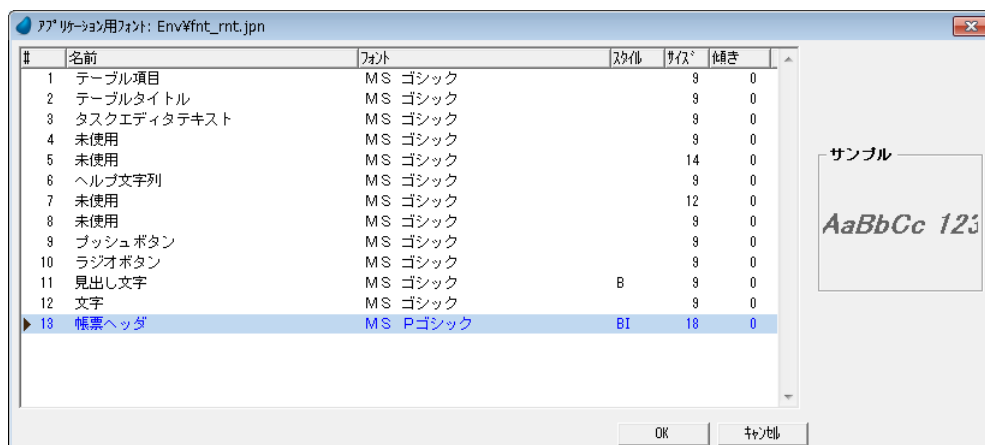 ｱﾌﾟﾘｹｰｼｮﾝ用ﾌｫﾝﾄ: Env¥fnt_rnt.jpn
# 名前 ﾌｫﾝﾄ ｽﾀｲﾙ ｻｲｽﾞ 傾き
1 テーブル項目 ＭＳ ゴシック 9 0
2 テーブルタイトル ＭＳ ゴシック 9 0
3 タスクエディタテキスト ＭＳ ゴシック 9 0
4 未使用 ＭＳ ゴシック 9 0
5 未使用 ＭＳ ゴシック 14 0
6 ヘルプ文字列 ＭＳ ゴシック 9 0
7 未使用 ＭＳ ゴシック 12 0
8 未使用 ＭＳ ゴシック 9 0
9 プッシュボタン ＭＳ ゴシック 9 0
10 ラジオボタン ＭＳ ゴシック 9 0
11 見出し文字 ＭＳ ゴシック B 9 0
12 文字 ＭＳ ゴシック 9 0
13 帳票ヘッダ ＭＳ Ｐゴシック BI 18 0
サンプル
AaBbCc 123
OK ｷｬﾝｾﾙ